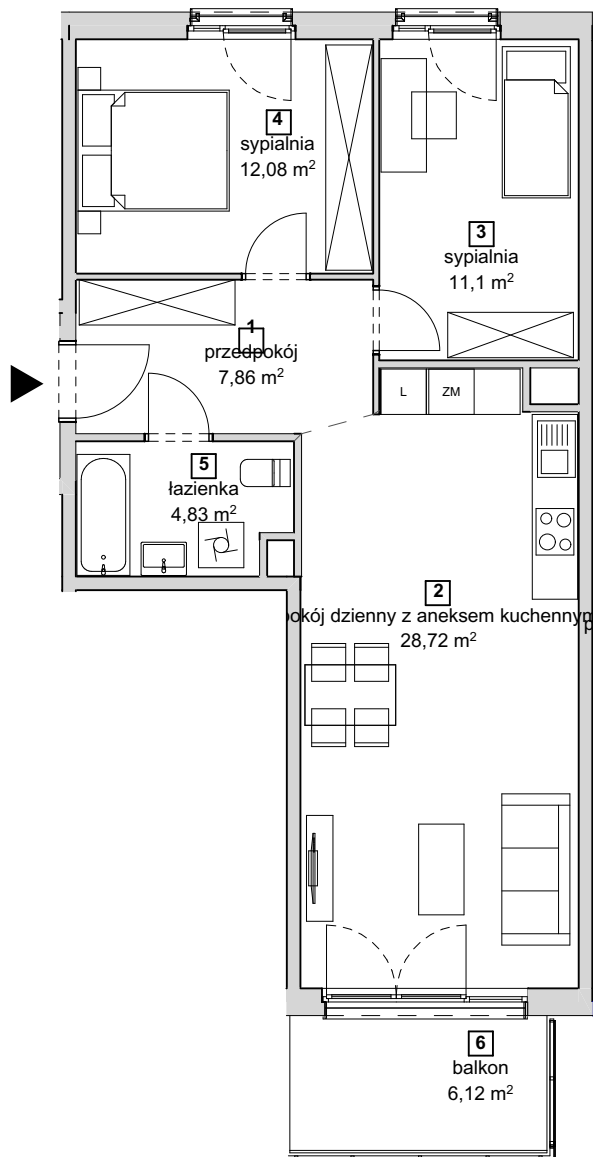 4
sypialnia
12,08 m²
3
sypialnia
11,1 m²
1
przedpokój
7,86 m²
L
ZM
5
łazienka
4,83 m²
2
pokój dzienny z aneksem kuchennym
p
28,72 m²
6
balkon
6,12 m²